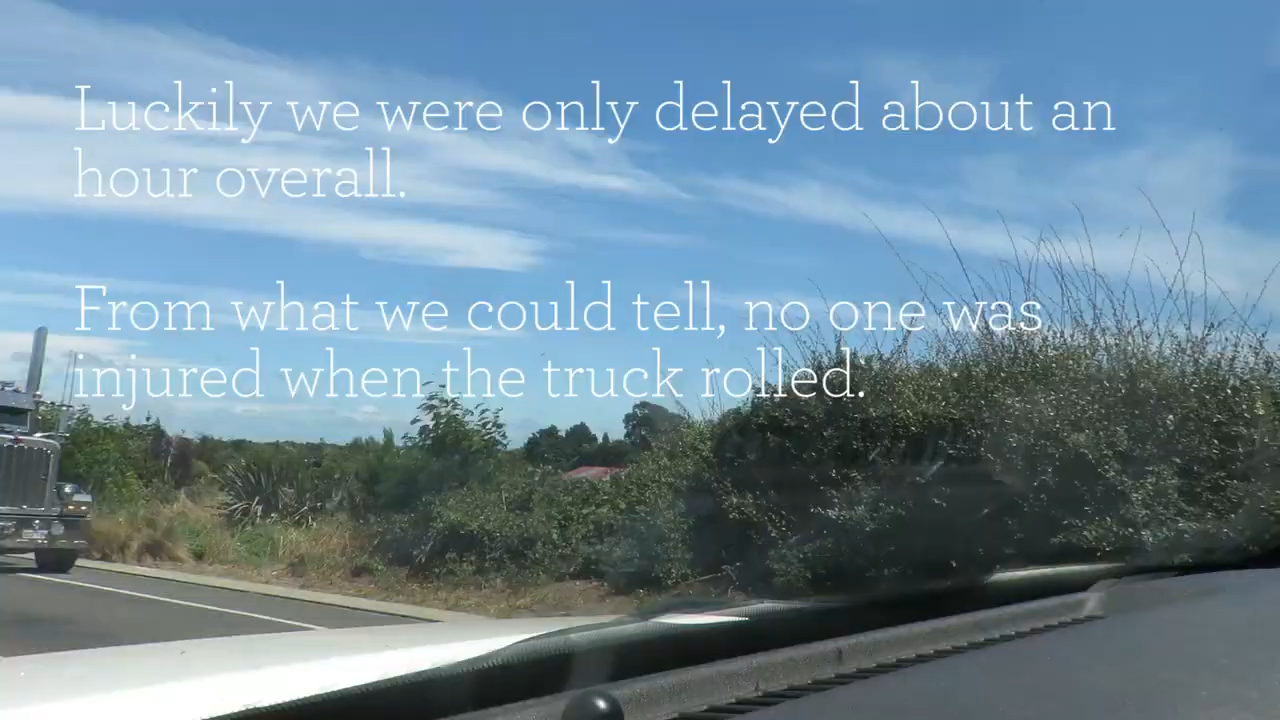 Luckily we were only delayed about an
hour overall.
From what we could tell, no one was
injured when the truck rolled.